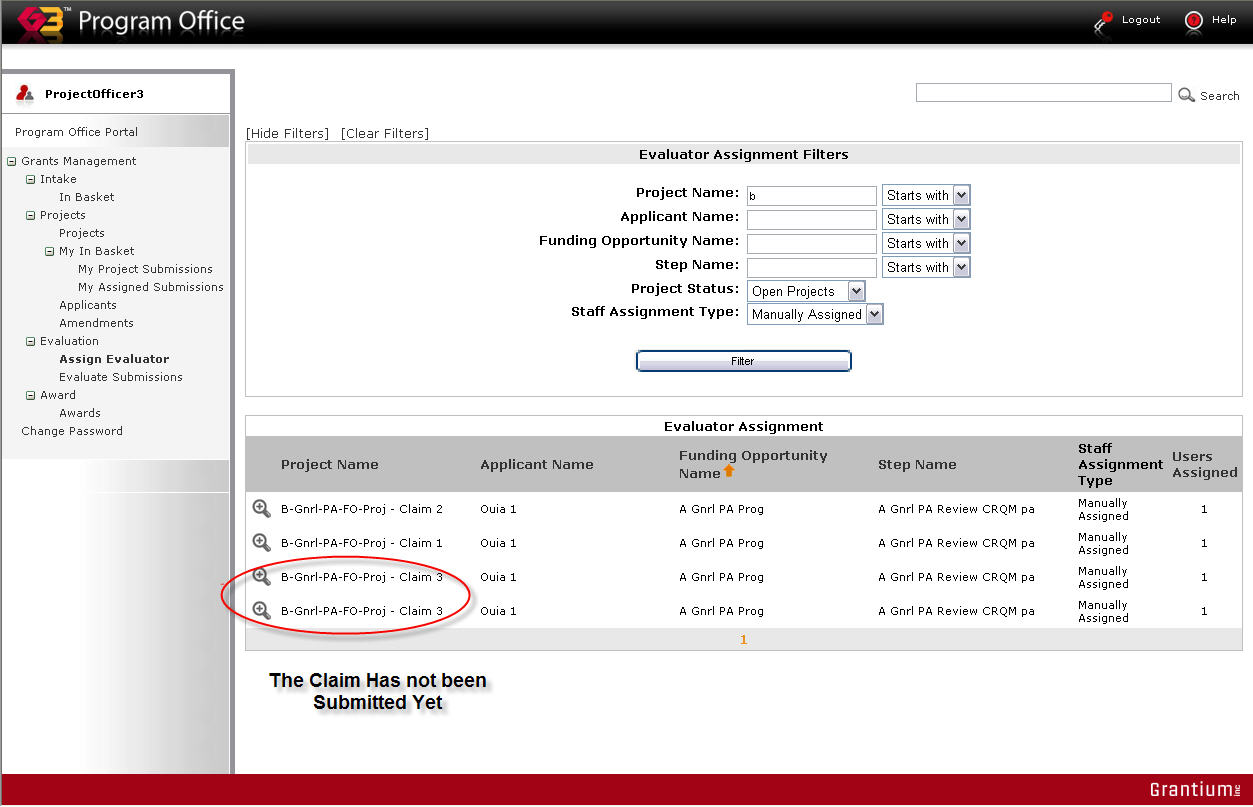 G3™ Program Office
Logout
Help
ProjectOfficer3
Search
Program Office Portal
[Hide Filters] [Clear Filters]
Grants Management
Intake
In Basket
Projects
Projects
My In Basket
My Project Submissions
My Assigned Submissions
Applicants
Amendments
Evaluation
Assign Evaluator
Evaluate Submissions
Award
Awards
Change Password
Evaluator Assignment Filters
Project Name: b Starts with
Applicant Name: Starts with
Funding Opportunity Name: Starts with
Step Name: Starts with
Project Status: Open Projects
Staff Assignment Type: Manually Assigned
Filter
Evaluator Assignment
Project Name Applicant Name Funding Opportunity Name Step Name Staff Assignment Type Users Assigned
B-Gnrl-PA-FO-Proj - Claim 2 Ouia 1 A Gnrl PA Prog A Gnrl PA Review CRQM pa Manually Assigned 1
B-Gnrl-PA-FO-Proj - Claim 1 Ouia 1 A Gnrl PA Prog A Gnrl PA Review CRQM pa Manually Assigned 1
B-Gnrl-PA-FO-Proj - Claim 3 Ouia 1 A Gnrl PA Prog A Gnrl PA Review CRQM pa Manually Assigned 1
B-Gnrl-PA-FO-Proj - Claim 3 Ouia 1 A Gnrl PA Prog A Gnrl PA Review CRQM pa Manually Assigned 1
1
The Claim Has not been
Submitted Yet
Grantium INC